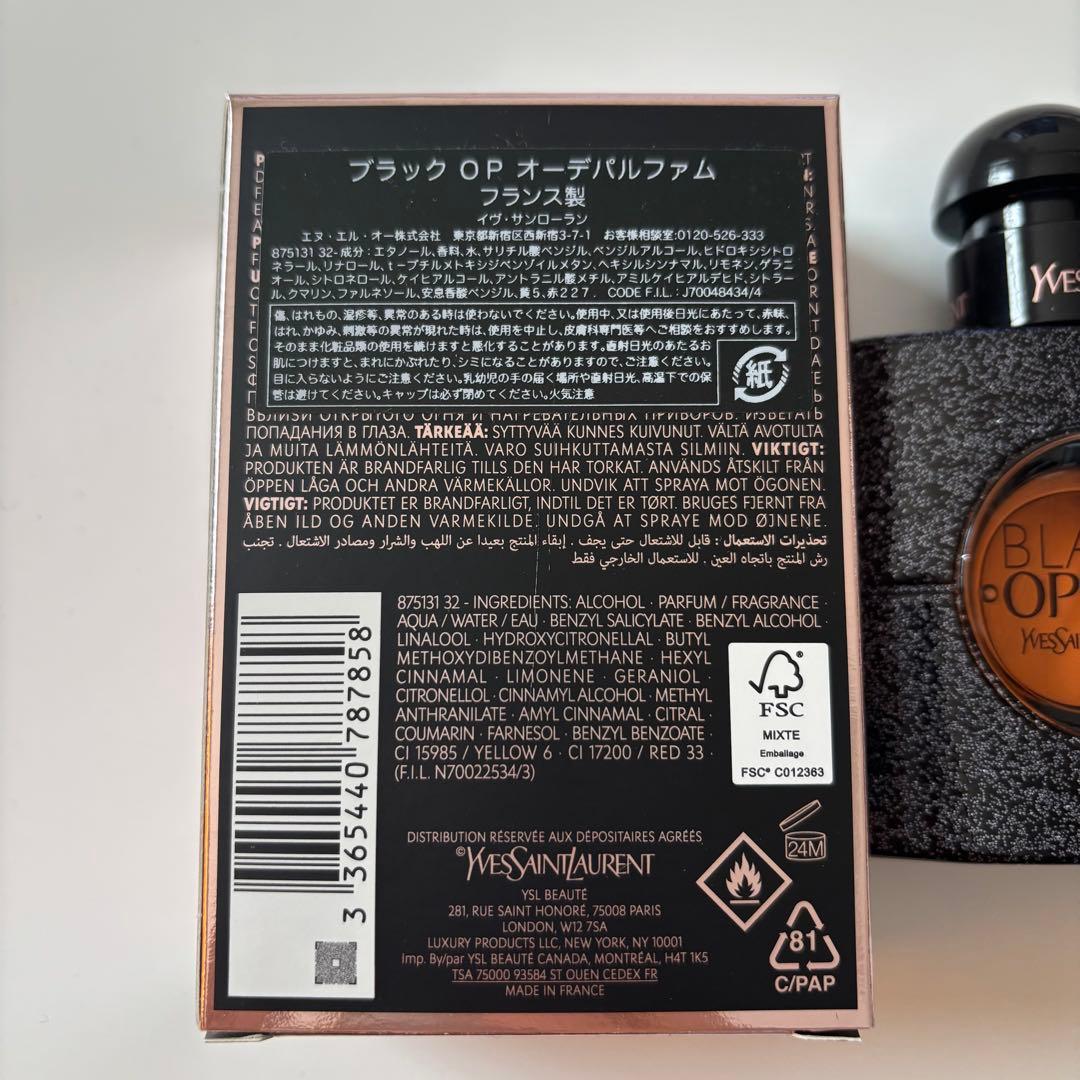 ブラック OP オーデパルファム
フランス製
イヴ・サンローラン
エヌ・エル・オー株式会社 東京都新宿区西新宿3-7-1 お客様相談室:0120-526-333
875131 32-成分:エタノール、香料、水、サリチル酸ベンジル、ベンジルアルコール、ヒドロキシシトロ
ネラール、リナロール、t-ブチルメトキシジベンゾイルメタン、ヘキシルシンナマル、リモネン、ゲラニ
オール、シトロネロール、ケイヒアルコール、アントラニル酸メチル、アミルケイヒアルデヒド、シトラー
ル、クマリン、ファルネソール、安息香酸ベンジル、黄5、赤227. CODE F.I.L. : J70048434/4
傷、はれもの、湿疹等、異常のある時は使わないでください。使用中、又は使用後日光にあたって、赤味、
はれ、かゆみ、刺激等の異常が現れた時は、使用を中止し、皮膚科専門医等へご相談をおすすめします。
そのまま化粧品類の使用を続けますと悪化することがあります。直射日光のあたるお
肌につけますと、まれにかぶれたり、シミになることがありますので、ご注意ください。
目に入らないようにご注意ください。乳幼児の手の届く場所や直射日光、高温下での保
管は避けてください。キャップは必ず閉めてください。火気注意
紙
ВБЛИЗИ ОТКРЫТОГО ОГНЯ И НАГРЕВАТЕЛЬНЫХ ПРИБОРОВ. ИЗБЕГАТЬ
ПОПАДАНИЯ В ГЛАЗА. TÄRKEÄÄ: SYTTYVÄÄ KUNNES KUIVUNUT. VÄLTÄ AVOTULTA
JA MUITA LÄMMÖNLÄHTEITÄ. VARO SUIHKUTTAMASTA SILMIIN. VIKTIGT:
PRODUKTEN ÄR BRANDFARLIG TILLS DEN HAR TORKAT. ANVÄNDS ÅTSKILT FRÅN
ÖPPEN LÅGA OCH ANDRA VÄRMEKÄLLOR. UNDVIK ATT SPRAYA MOT ÖGONEN.
VIGTIGT: PRODUKTET ER BRANDFARLIGT, INDTIL DET ER TØRT. BRUGES FJERNT FRA
ÅBEN ILD OG ANDEN VARMEKILDE. UNDGÅ AT SPRAYE MOD ØJNENE.
تحذيرات الاستعمال : قابل للاشتعال حتى يجف . إبقاء المنتج بعيدا عن اللهب والشرار ومصادر الاشتعال . تجنب
رش المنتج باتجاه العين . للاستعمال الخارجي فقط
875131 32 - INGREDIENTS: ALCOHOL · PARFUM / FRAGRANCE ·
AQUA / WATER / EAU · BENZYL SALICYLATE · BENZYL ALCOHOL ·
LINALOOL · HYDROXYCITRONELLAL · BUTYL
METHOXYDIBENZOYLMETHANE · HEXYL
CINNAMAL · LIMONENE · GERANIOL ·
CITRONELLOL · CINNAMYL ALCOHOL · METHYL
ANTHRANILATE · AMYL CINNAMAL · CITRAL ·
COUMARIN · FARNESOL · BENZYL BENZOATE ·
CI 15985 / YELLOW 6 · CI 17200 / RED 33 ·
(F.I.L. N70022534/3)
FSC
MIXTE
Emballage
FSC® C012363
3 365440 787858
DISTRIBUTION RÉSERVÉE AUX DÉPOSITAIRES AGRÉÉS
©YVESSAINTLAURENT
YSL BEAUTÉ
281, RUE SAINT HONORÉ, 75008 PARIS
LONDON, W12 7SA
LUXURY PRODUCTS LLC, NEW YORK, NY 10001
Imp. By/par YSL BEAUTÉ CANADA, MONTRÉAL, H4T 1K5
TSA 75000 93584 ST OUEN CEDEX FR
MADE IN FRANCE
24M
81
C/PAP
YVES
BLA
OP
YVESSAI